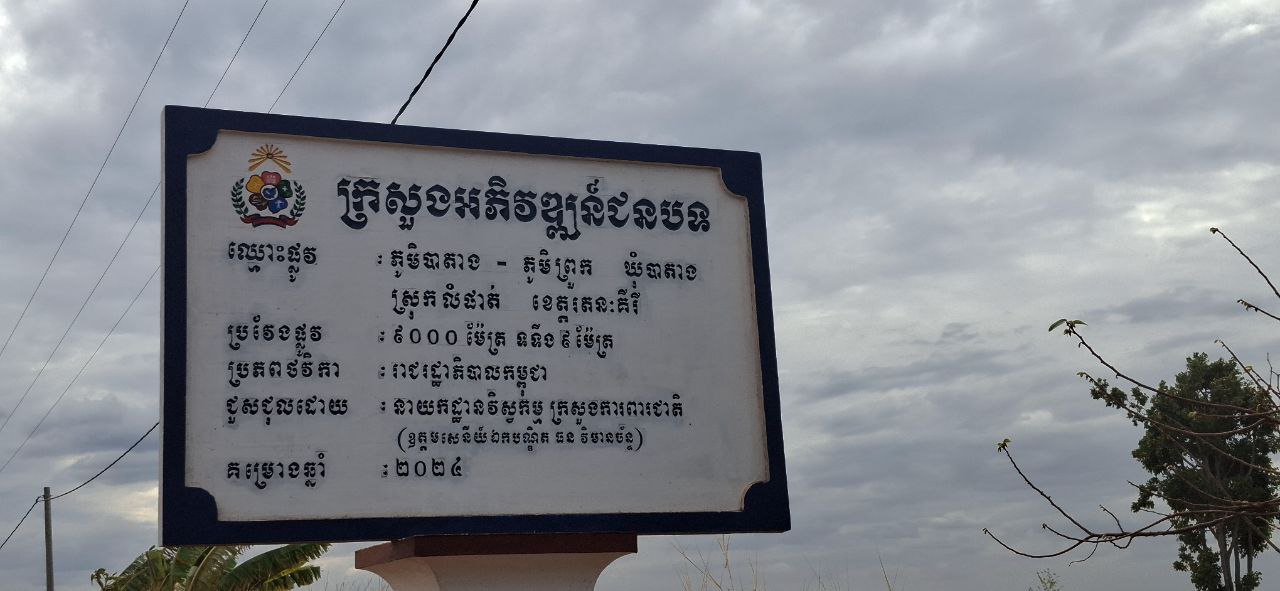 ក្រសួងអភិវឌ្ឍន៍ជនបទ
ឈ្មោះផ្លូវ : ភូមិបាតាង - ភូមិព្រួក ឃុំបាតាង
ស្រុកលំផាត់ ខេត្តរតនៈគីរី
ប្រវែងផ្លូវ : ៩០០០ ម៉ែត្រ ទទឹង ៩ ម៉ែត្រ
ប្រភពថវិកា : រាជរដ្ឋាភិបាលកម្ពុជា
ជួសជុលដោយ : នាយកដ្ឋានវិស្វកម្ម ក្រសួងការពារជាតិ
(ឧត្តមសេនីយ៍ឯកបណ្ឌិត ធន វិមានច័ន្ទ)
គម្រោងឆ្នាំ : ២០២៤